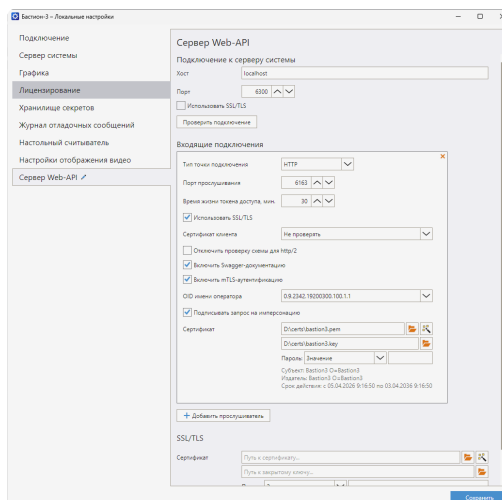 Бастион-3 – Локальные настройки
Подключение
Сервер системы
Графика
Лицензирование
Хранилище секретов
Журнал отладочных сообщений
Настольный считыватель
Настройки отображения видео
Сервер Web-API
Сервер Web-API
Подключение к серверу системы
Хост localhost
Порт 6300
Использовать SSL/TLS
Проверить подключение
Входящие подключения
Тип точки подключения HTTP
Порт прослушивания 6163
Время жизни токена доступа, мин. 30
Использовать SSL/TLS
Сертификат клиента Не проверять
Отключить проверку схемы для http/2
Включить Swagger-документацию
Включить mTLS-аутентификацию
OID имени оператора 0.9.2342.19200300.100.1.1
Подписывать запрос на имперсонацию
Сертификат D:\certs\bastion3.pem
D:\certs\bastion3.key
Пароль: Значение
Субъект: Bastion3 O=Bastion3
Издатель: Bastion3 O=Bastion3
Срок действия: с 05.04.2026 9:16:50 по 03.04.2036 9:16:50
+ Добавить прослушиватель
SSL/TLS
Сертификат Путь к сертификату...
Путь к закрытому ключу...
Сохранить